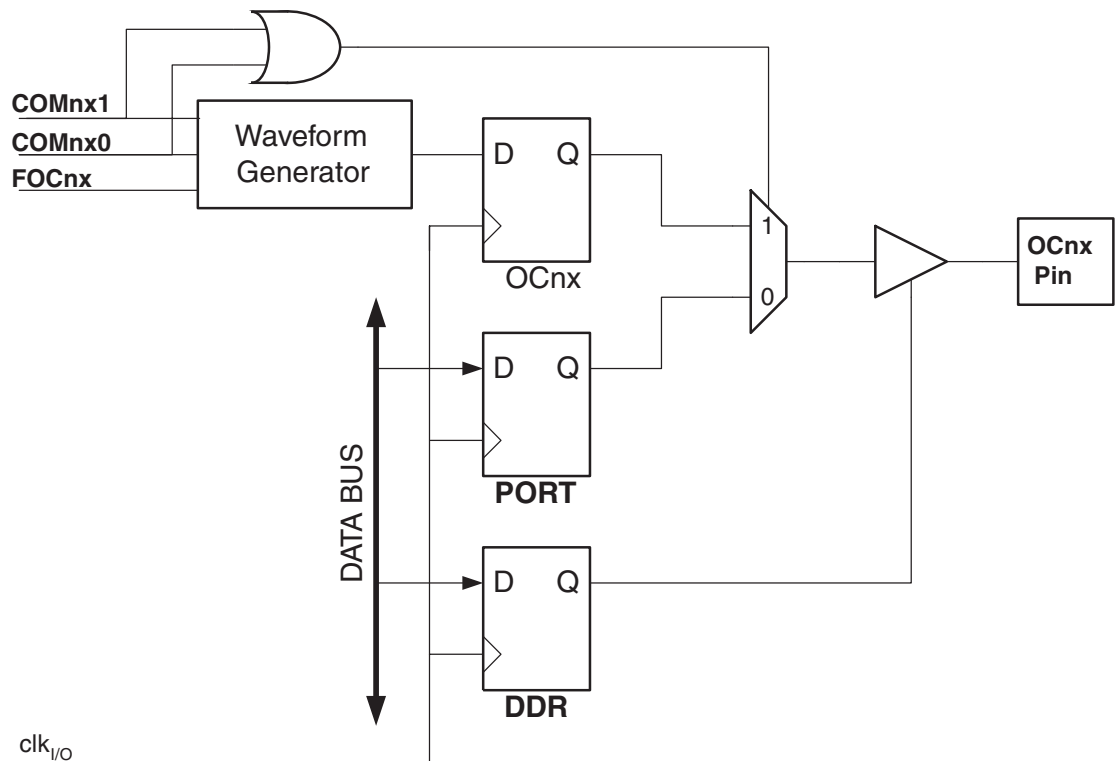 COMnx1
COMnx0
FOCnx
Waveform
Generator
D Q
OCnx
1
0
OCnx
Pin
D Q
PORT
DATA BUS
D Q
DDR
clkI/O